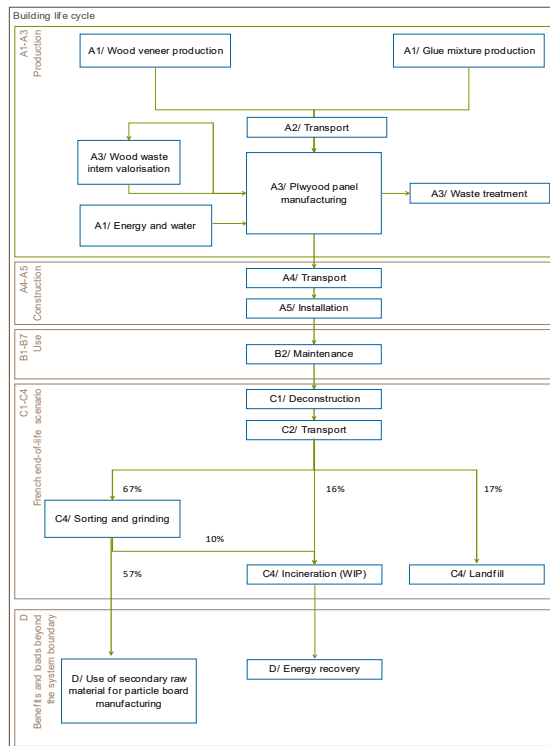 Building life cycle
A1-A3
Production
A1/ Wood veneer production
A1/ Glue mixture production
A2/ Transport
A3/ Wood waste
intern valorisation
A3/ Plwyood panel
manufacturing
A3/ Waste treatment
A1/ Energy and water
A4-A5
Construction
A4/ Transport
A5/ Installation
B1-B7
Use
B2/ Maintenance
C1-C4
French end-of-life scenario
C1/ Deconstruction
C2/ Transport
67%
16%
17%
C4/ Sorting and grinding
10%
57%
C4/ Incineration (WIP)
C4/ Landfill
D
Benefits and loads beyond
the system boundary
D/ Use of secondary raw
material for particle board
manufacturing
D/ Energy recovery